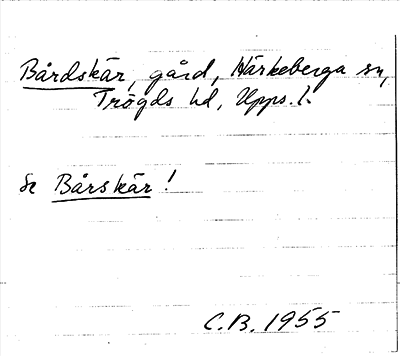 Bårdskär, gård, Härkeberga sn,
Trögds hd, Upps. l.
Se Bårskär!
C.B. 1955